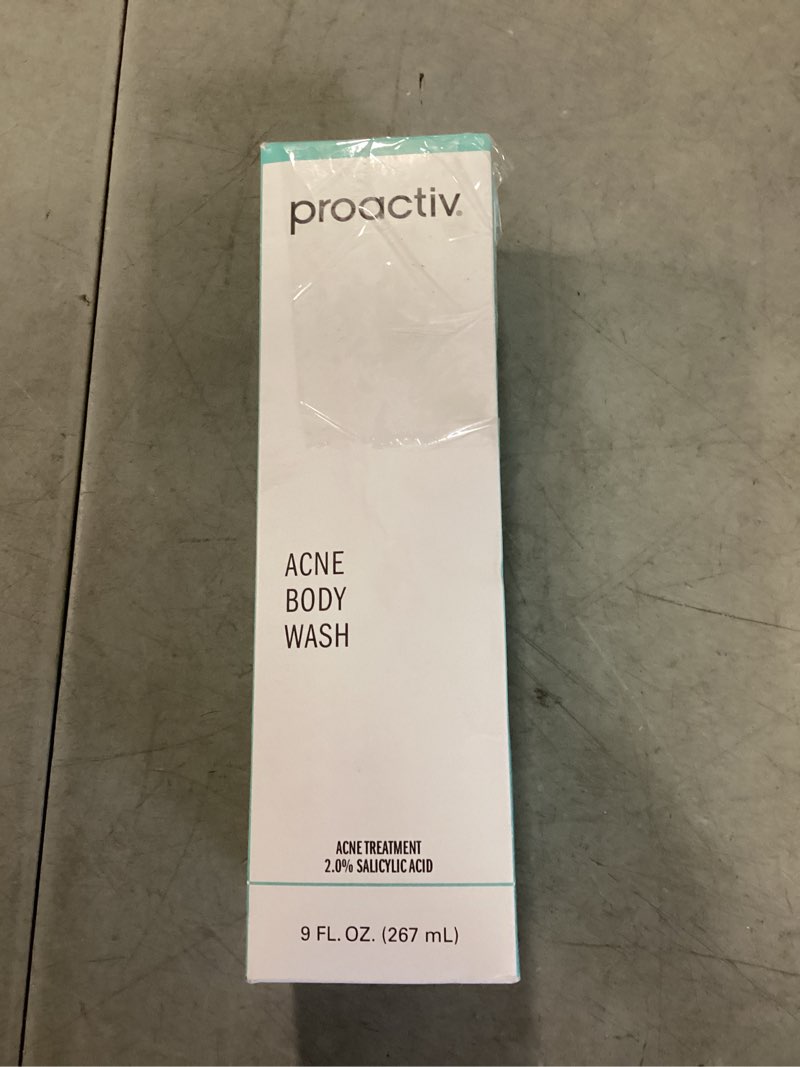 proactiv.
ACNE
BODY
WASH
ACNE TREATMENT
2.0% SALICYLIC ACID
9 FL. OZ. (267 mL)